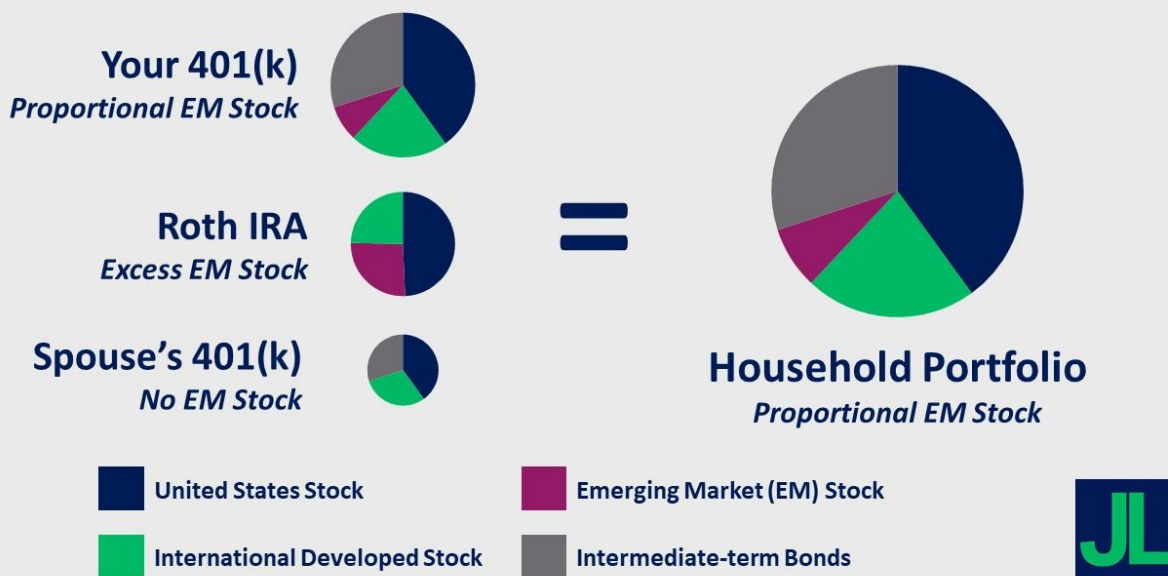 Your 401(k)
Proportional EM Stock
Roth IRA
Excess EM Stock
Spouse's 401(k)
No EM Stock
=
Household Portfolio
Proportional EM Stock
United States Stock
Emerging Market (EM) Stock
International Developed Stock
Intermediate-term Bonds
JL